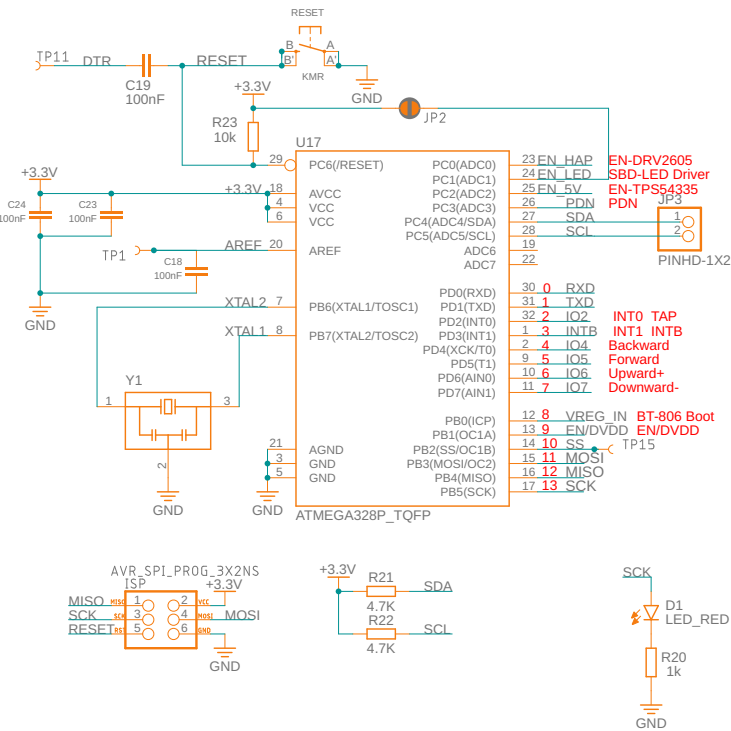 RESET
B A
B' A'
KMR
TP11 DTR RESET
C19
100nF
GND
+3.3V
JP2
R23
10k
U17
29 PC6(/RESET)
18 AVCC
4 VCC
6 VCC
20 AREF
7 PB6(XTAL1/TOSC1)
8 PB7(XTAL2/TOSC2)
21 AGND
3 GND
5 GND
PC0(ADC0) 23 EN_HAP EN-DRV2605
PC1(ADC1) 24 EN_LED SBD-LED Driver
PC2(ADC2) 25 EN_5V EN-TPS54335
PC3(ADC3) 26 PDN PDN
PC4(ADC4/SDA) 27 SDA
PC5(ADC5/SCL) 28 SCL
ADC6 19
ADC7 22
PD0(RXD) 30 0 RXD
PD1(TXD) 31 1 TXD
PD2(INT0) 32 2 IO2 INT0 TAP
PD3(INT1) 1 3 INTB INT1 INTB
PD4(XCK/T0) 2 4 IO4 Backward
PD5(T1) 9 5 IO5 Forward
PD6(AIN0) 10 6 IO6 Upward+
PD7(AIN1) 11 7 IO7 Downward-
PB0(ICP) 12 8 VREG_IN BT-806 Boot
PB1(OC1A) 13 9 EN/DVDD EN/DVDD
PB2(SS/OC1B) 14 10 SS TP15
PB3(MOSI/OC2) 15 11 MOSI
PB4(MISO) 16 12 MISO
PB5(SCK) 17 13 SCK
ATMEGA328P_TQFP
JP3
1
2
PINHD-1X2
+3.3V
+3.3V
C24
100nF
C23
100nF
GND
TP1
AREF
C18
100nF
XTAL2
XTAL1
Y1
1 3
2
GND
GND
AVR_SPI_PROG_3X2NS
ISP
+3.3V
MISO MISO 1 2 VCC
SCK SCK 3 4 MOSI MOSI
RESET RST 5 6 GND
GND
+3.3V
R21
4.7K
SDA
R22
4.7K
SCL
SCK
D1
LED_RED
R20
1k
GND